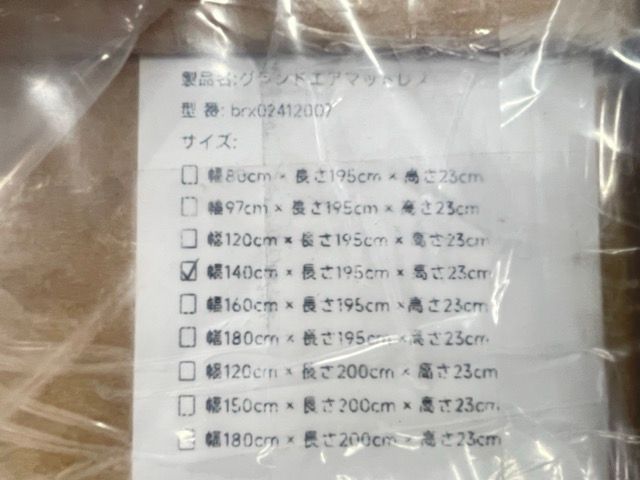 製品名:グランドエアマットレス
型番: brx02412007
サイズ:
☐ 幅80cm × 長さ195cm × 高さ23cm
☐ 幅97cm × 長さ195cm × 高さ23cm
☐ 幅120cm × 長さ195cm × 高さ23cm
☑ 幅140cm × 長さ195cm × 高さ23cm
☐ 幅160cm × 長さ195cm × 高さ23cm
☐ 幅180cm × 長さ195cm × 高さ23cm
☐ 幅120cm × 長さ200cm × 高さ23cm
☐ 幅150cm × 長さ200cm × 高さ23cm
☐ 幅180cm × 長さ200cm × 高さ23cm